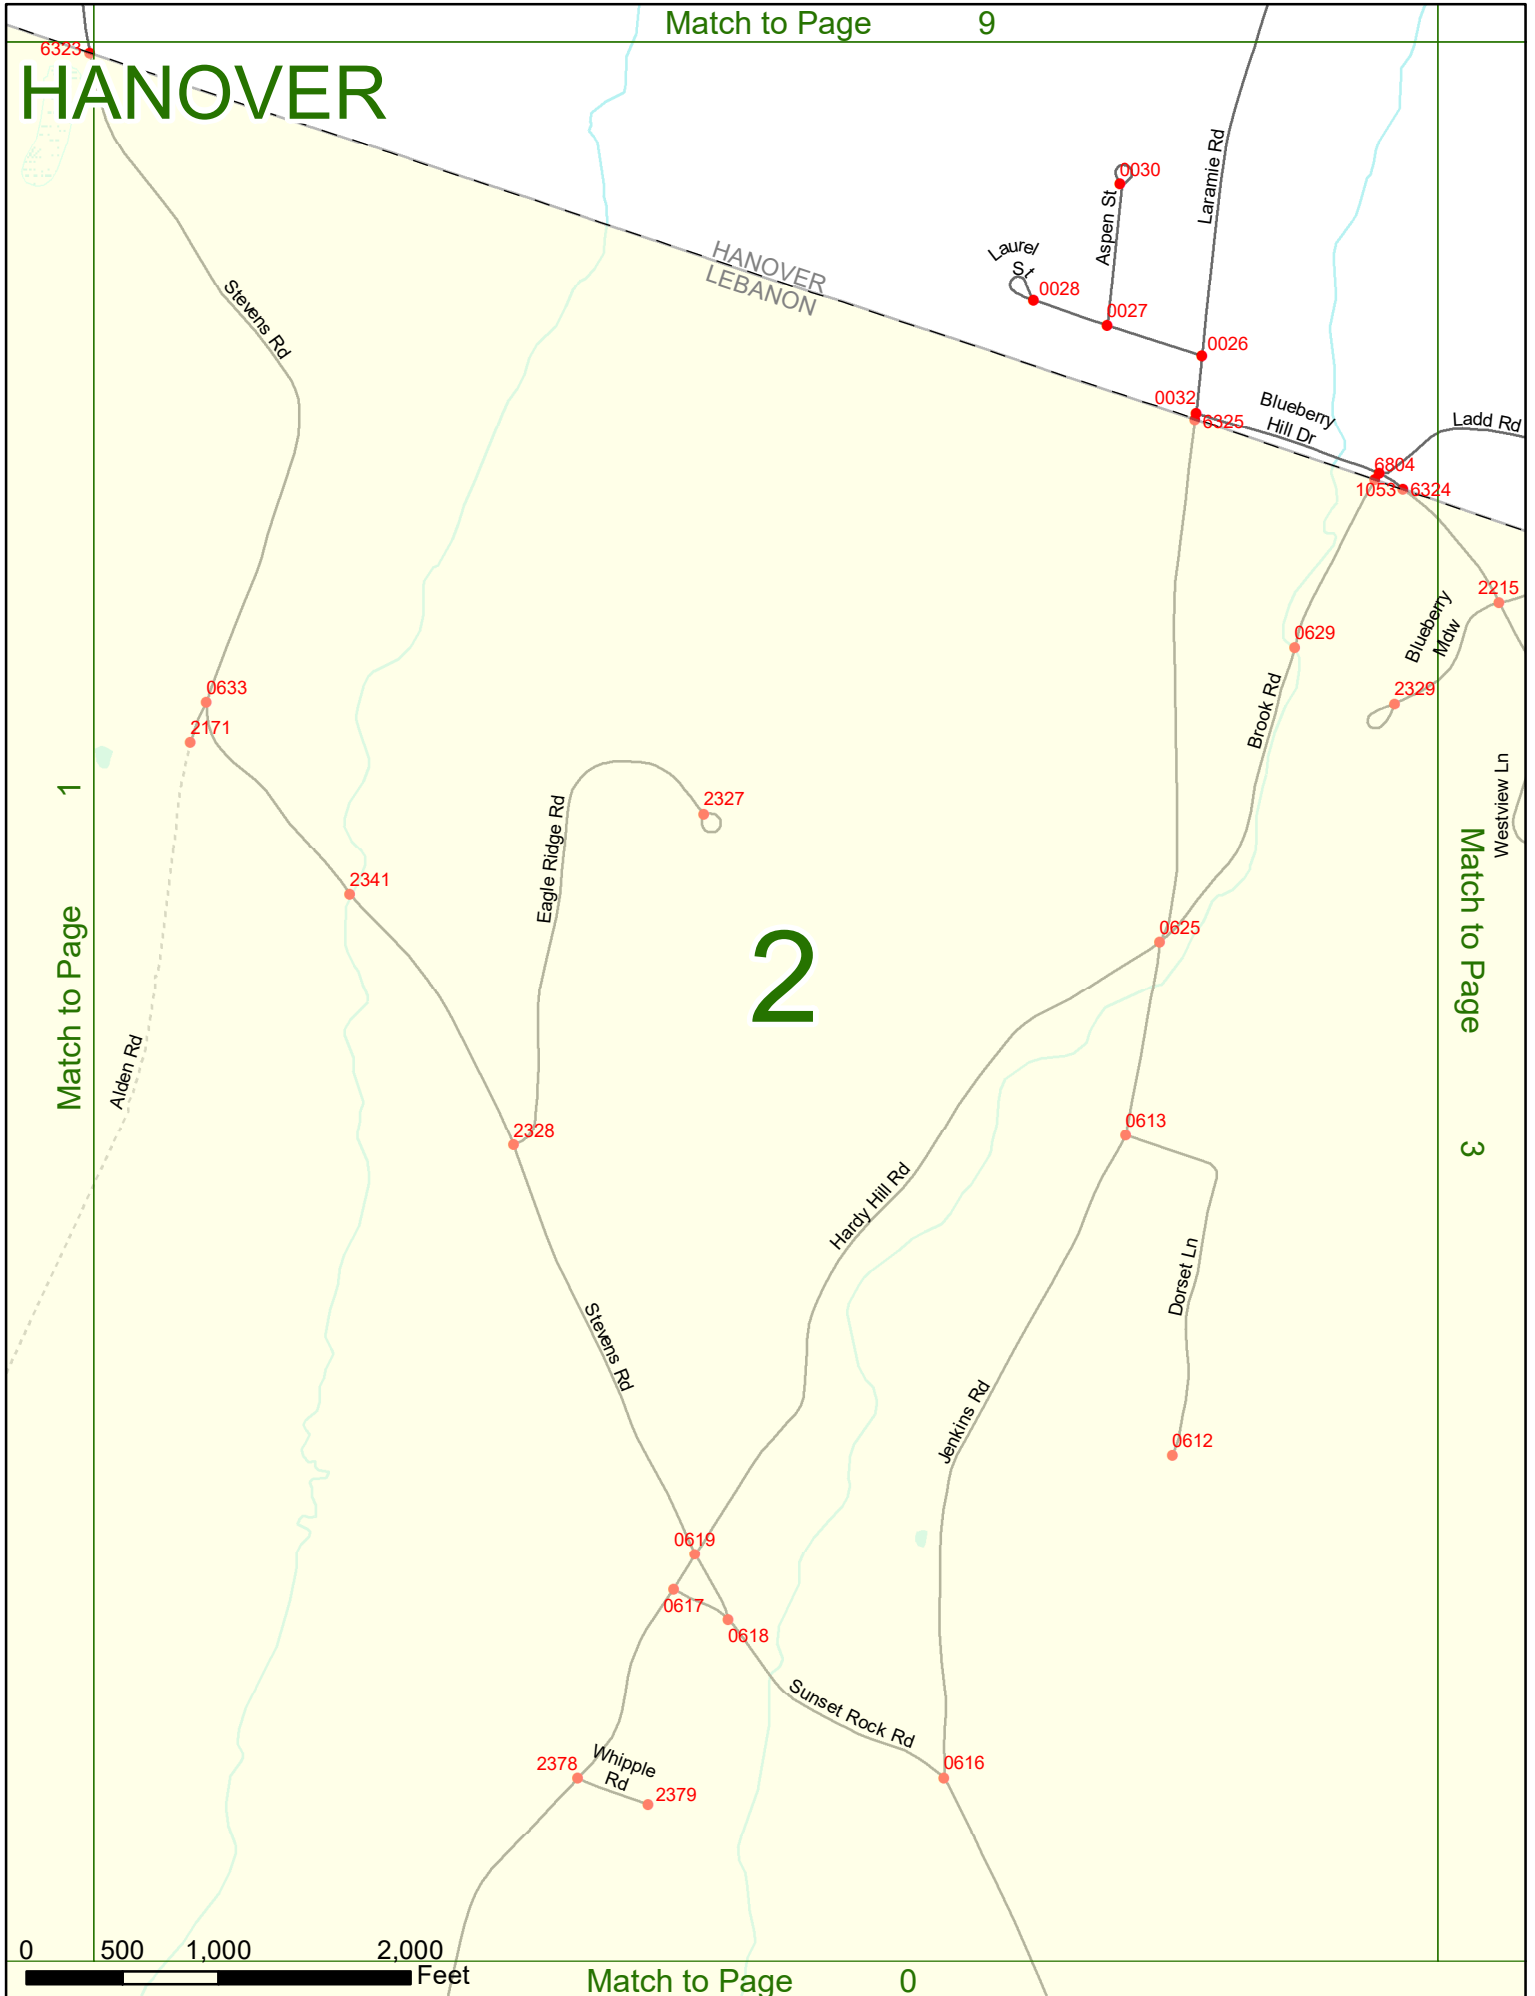 Match to Page 9
6323
HANOVER
0030
Laramie Rd
Aspen St
Laurel
St
HANOVER
LEBANON
0028
0027
0026
0032
6325
Blueberry
Hill Dr
Ladd Rd
6804
1053
6324
Stevens Rd
2215
Blueberry
Mdw
0629
0633
2329
2171
Brook Rd
Westview Ln
2327
Eagle Ridge Rd
2341
Match to Page 1
2
0625
Match to Page 3
Alden Rd
2328
0613
Hardy Hill Rd
Dorset Ln
Stevens Rd
Jenkins Rd
0612
0619
0617
0618
Sunset Rock Rd
Whipple
Rd
2378
2379
0616
0 500 1,000 2,000
Feet
Match to Page 0